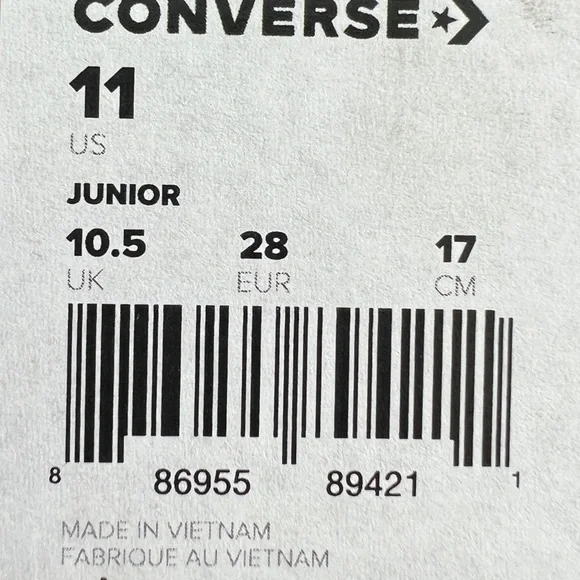 CONVERSE
11
US
JUNIOR
10.5 28 17
UK EUR CM
8 86955 89421 1
MADE IN VIETNAM
FABRIQUE AU VIETNAM